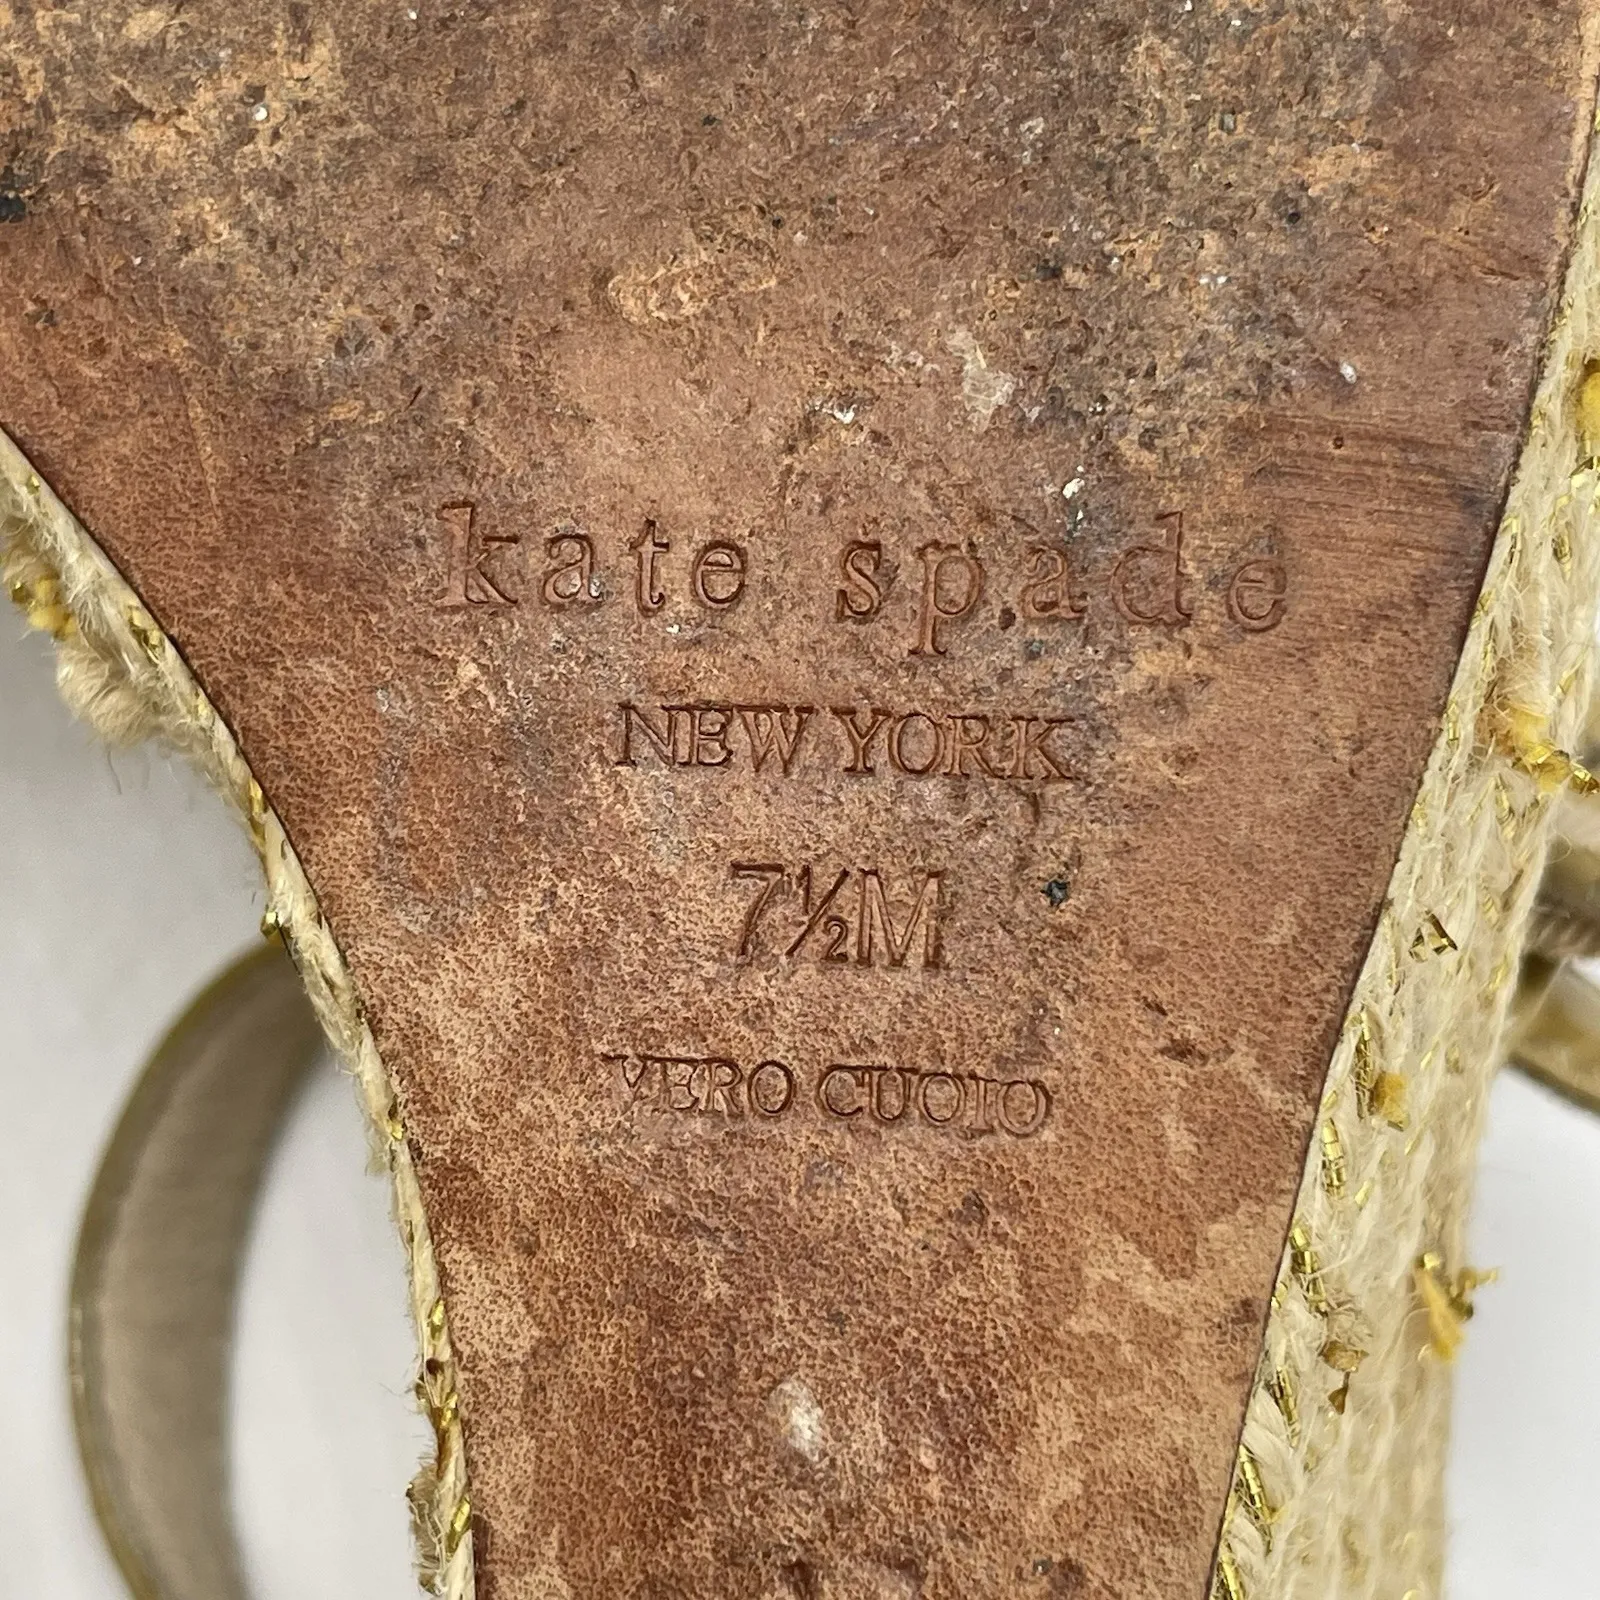 kate spade
NEW YORK
7½M
VERO CUOIO